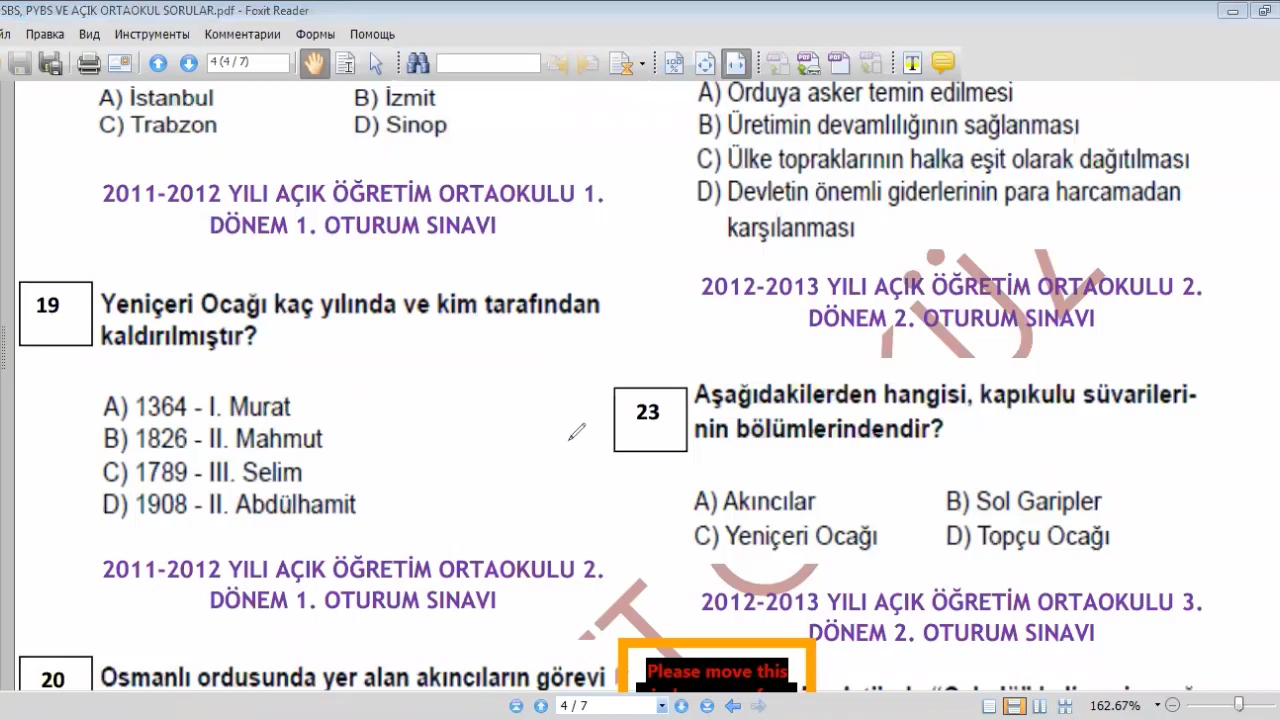 SBS, PYBS VE AÇIK ORTAOKUL SORULAR.pdf - Foxit Reader
Правка Вид Инструменты Комментарии Формы Помощь
4 (4 / 7)
A) İstanbul B) İzmit
C) Trabzon D) Sinop
2011-2012 YILI AÇIK ÖĞRETİM ORTAOKULU 1.
DÖNEM 1. OTURUM SINAVI
19 Yeniçeri Ocağı kaç yılında ve kim tarafından
kaldırılmıştır?
A) 1364 - I. Murat
B) 1826 - II. Mahmut
C) 1789 - III. Selim
D) 1908 - II. Abdülhamit
2011-2012 YILI AÇIK ÖĞRETİM ORTAOKULU 2.
DÖNEM 1. OTURUM SINAVI
20 Osmanlı ordusunda yer alan akıncıların görevi
A) Orduya asker temin edilmesi
B) Üretimin devamlılığının sağlanması
C) Ülke topraklarının halka eşit olarak dağıtılması
D) Devletin önemli giderlerinin para harcamadan
karşılanması
2012-2013 YILI AÇIK ÖĞRETİM ORTAOKULU 2.
DÖNEM 2. OTURUM SINAVI
23 Aşağıdakilerden hangisi, kapıkulu süvarileri-
nin bölümlerindendir?
A) Akıncılar B) Sol Garipler
C) Yeniçeri Ocağı D) Topçu Ocağı
2012-2013 YILI AÇIK ÖĞRETİM ORTAOKULU 3.
DÖNEM 2. OTURUM SINAVI
Please move this
4 / 7
162.67%